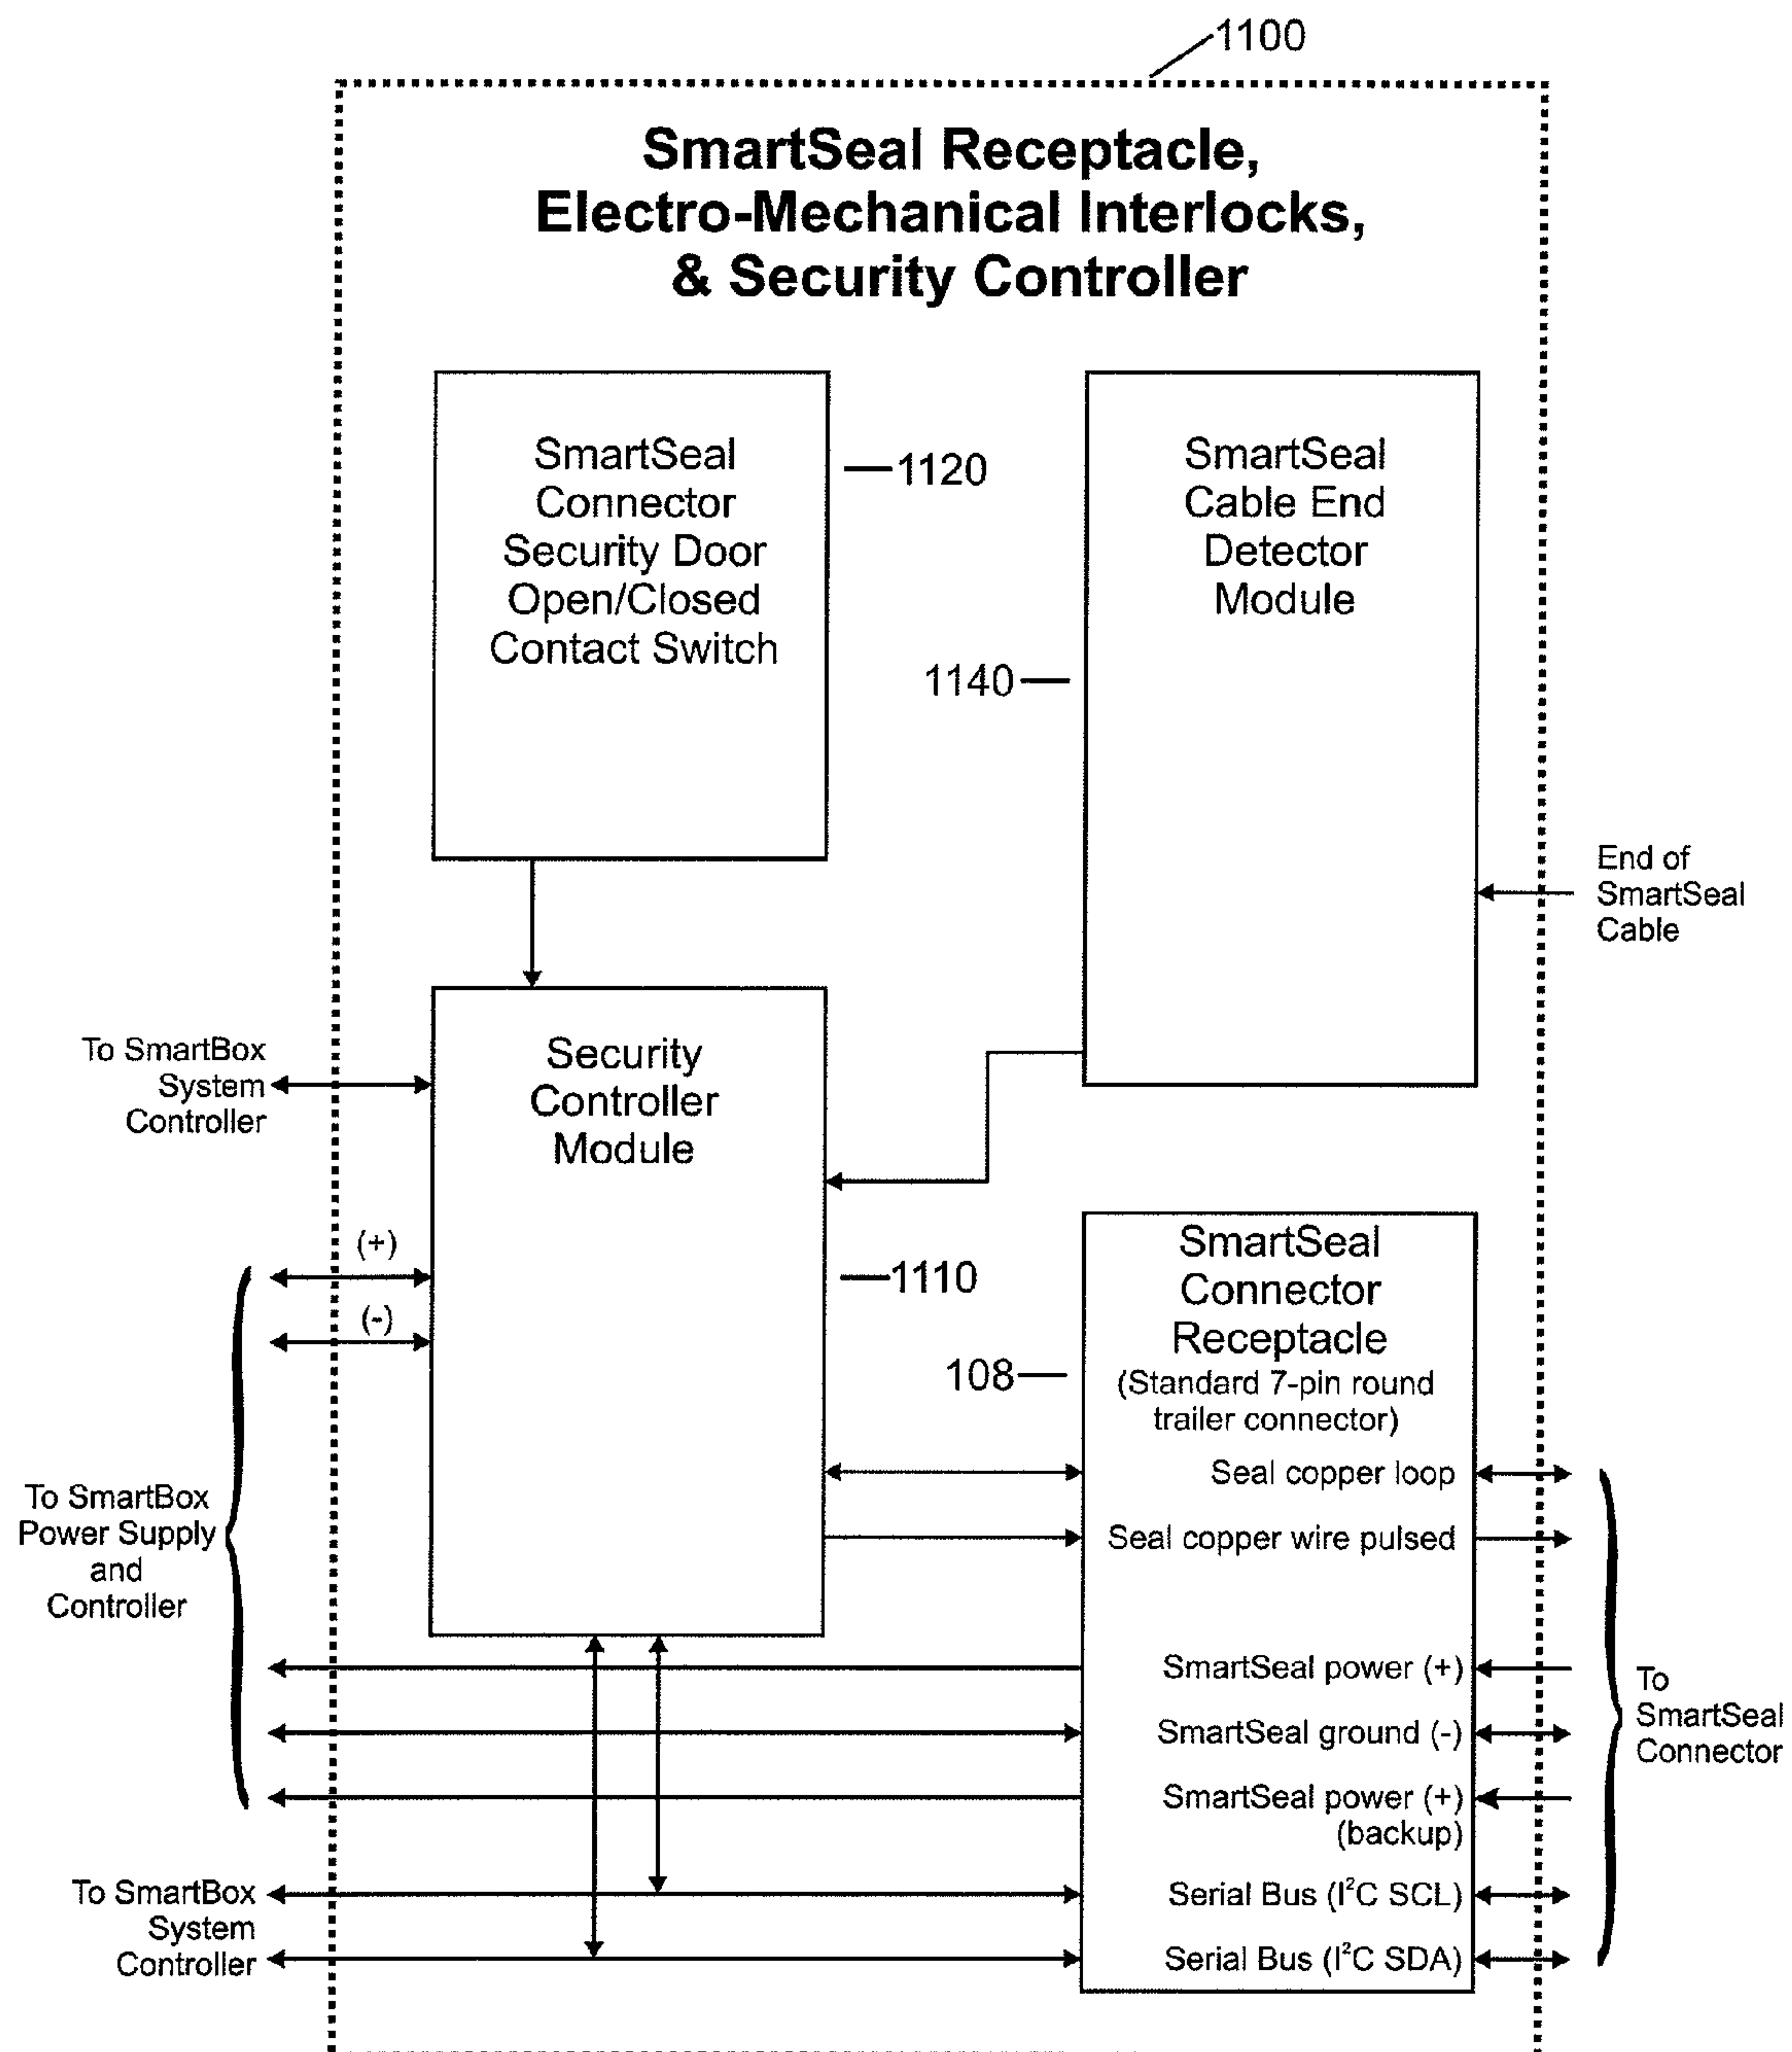 1100
SmartSeal Receptacle,
Electro-Mechanical Interlocks,
& Security Controller
SmartSeal
Connector
Security Door
Open/Closed
Contact Switch
1120
SmartSeal
Cable End
Detector
Module
1140
End of
SmartSeal
Cable
To SmartBox
System
Controller
Security
Controller
Module
1110
(+)
(-)
To SmartBox
Power Supply
and
Controller
SmartSeal
Connector
Receptacle
(Standard 7-pin round
trailer connector)
108
Seal copper loop
Seal copper wire pulsed
SmartSeal power (+)
SmartSeal ground (-)
SmartSeal power (+)
(backup)
Serial Bus (I²C SCL)
Serial Bus (I²C SDA)
To
SmartSeal
Connector
To SmartBox
System
Controller